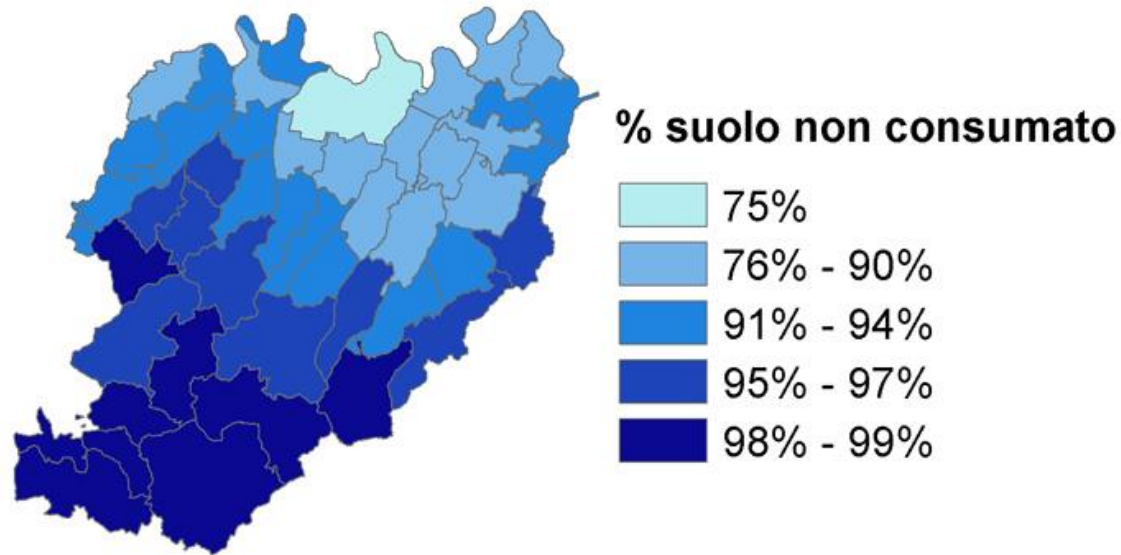 % suolo non consumato
75%
76% - 90%
91% - 94%
95% - 97%
98% - 99%